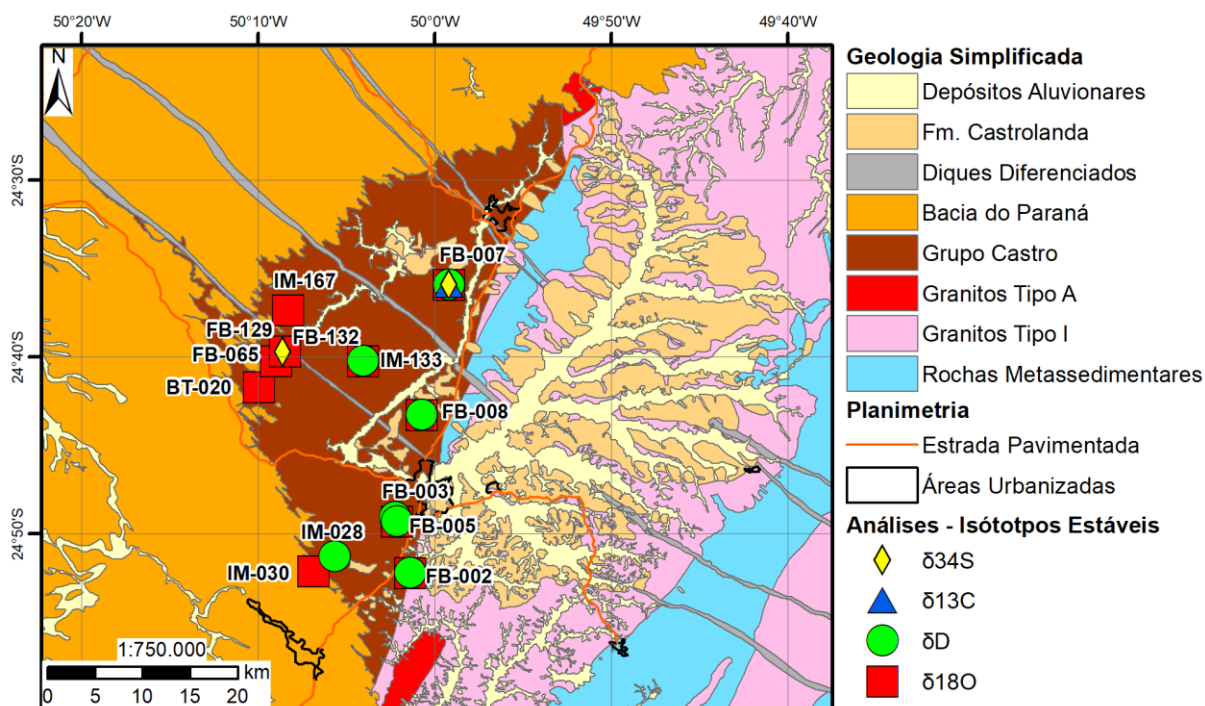 50°20'W
50°10'W
50°0'W
49°50'W
49°40'W
N
24°30'S
24°40'S
24°50'S
FB-007
IM-167
FB-129
FB-132
FB-065
IM-133
BT-020
FB-008
FB-003
FB-005
IM-028
IM-030
FB-002
1:750.000
km
0 5 10 15 20
Geologia Simplificada
Depósitos Aluvionares
Fm. Castrolanda
Diques Diferenciados
Bacia do Paraná
Grupo Castro
Granitos Tipo A
Granitos Tipo I
Rochas Metassedimentares
Planimetria
Estrada Pavimentada
Áreas Urbanizadas
Análises - Isótotpos Estáveis
δ34S
δ13C
δD
δ18O